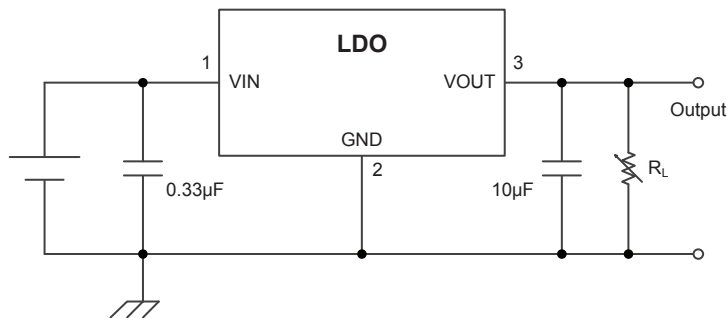 LDO
1
3
VIN
VOUT
Output
GND
2
0.33µF
10µF
RL